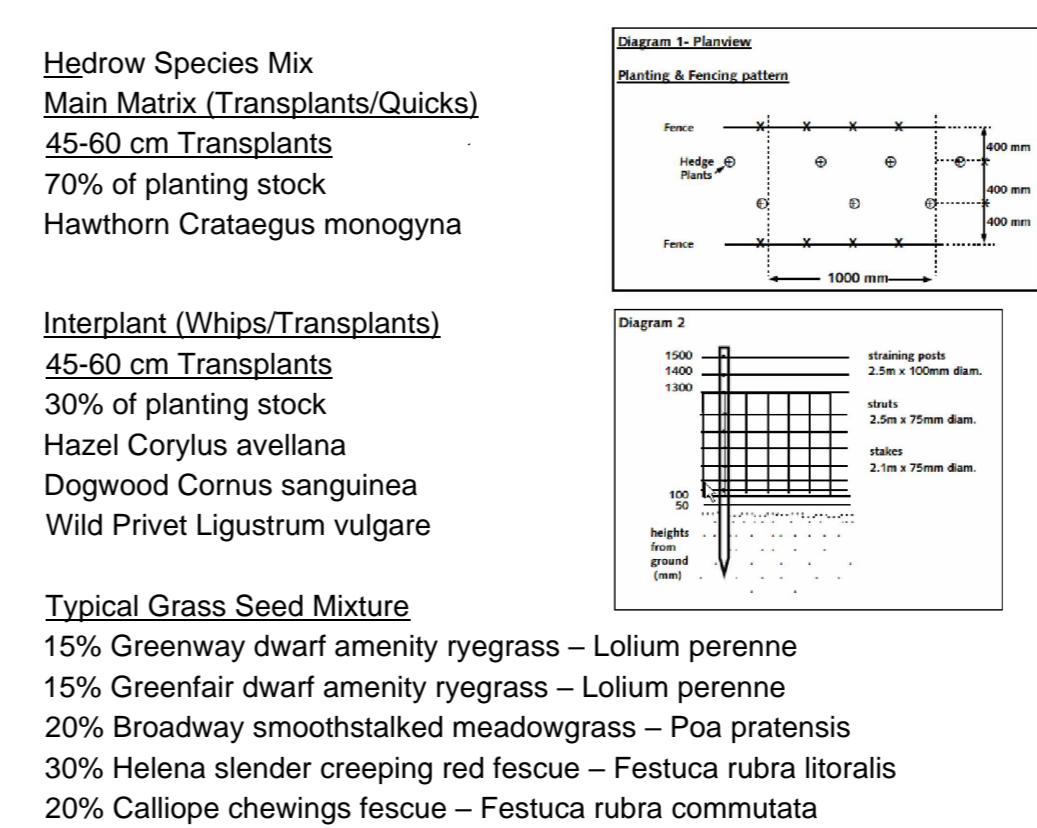 Hedrow Species Mix
Main Matrix (Transplants/Quicks)
45-60 cm Transplants
70% of planting stock
Hawthorn Crataegus monogyna
Interplant (Whips/Transplants)
45-60 cm Transplants
30% of planting stock
Hazel Corylus avellana
Dogwood Cornus sanguinea
Wild Privet Ligustrum vulgare
Typical Grass Seed Mixture
15% Greenway dwarf amenity ryegrass – Lolium perenne
15% Greenfair dwarf amenity ryegrass – Lolium perenne
20% Broadway smoothstalked meadowgrass – Poa pratensis
30% Helena slender creeping red fescue – Festuca rubra litoralis
20% Calliope chewings fescue – Festuca rubra commutata
Diagram 1- Planview
Planting & Fencing pattern
Fence
400 mm
Hedge
Plants
400 mm
400 mm
Fence
1000 mm
Diagram 2
1500
1400
1300
straining posts
2.5m x 100mm diam.
struts
2.5m x 75mm diam.
stakes
2.1m x 75mm diam.
100
50
heights
from
ground
(mm)